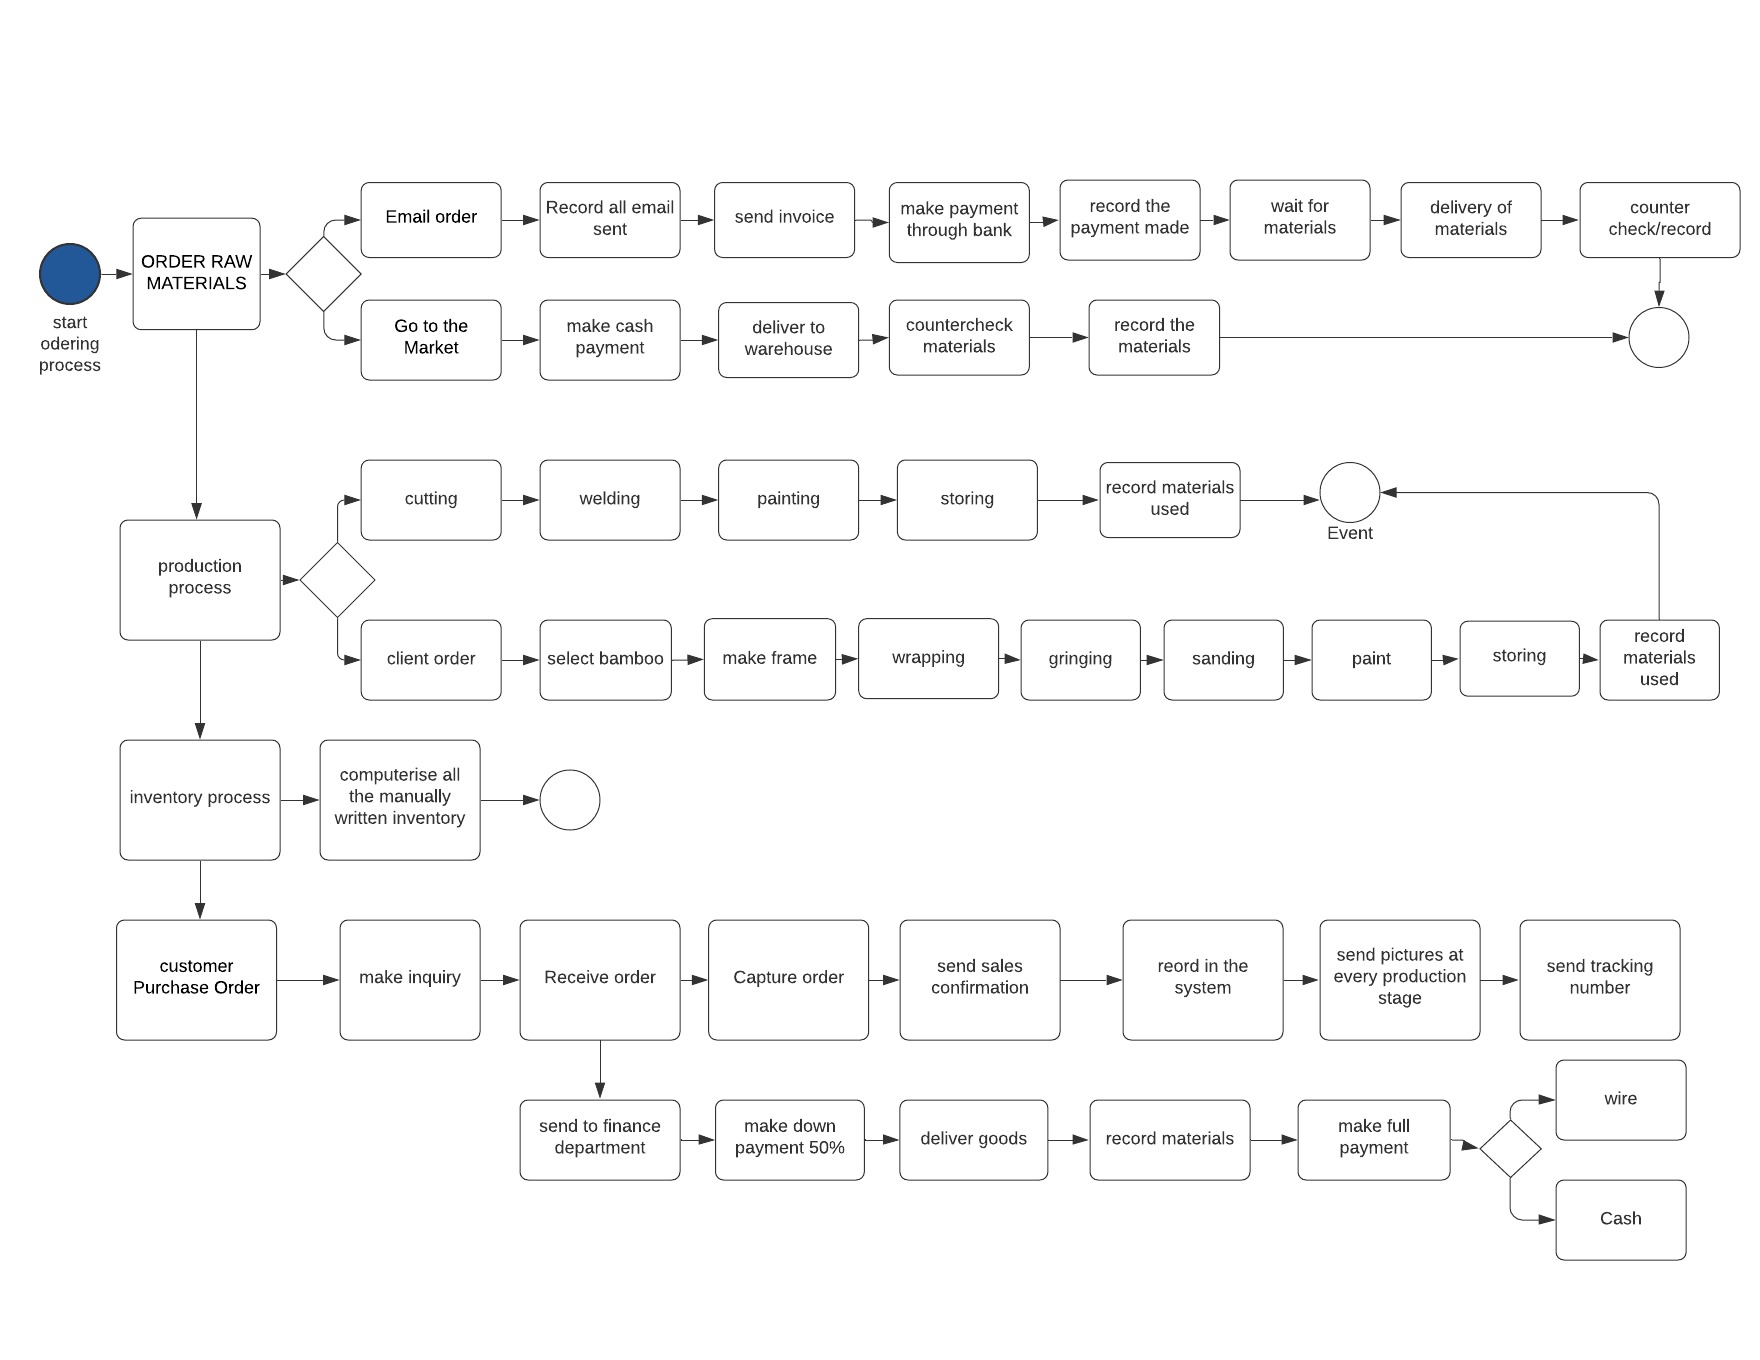 Email order
Record all email
sent
send invoice
make payment
through bank
record the
payment made
wait for
materials
delivery of
materials
counter
check/record
ORDER RAW
MATERIALS
start
odering
process
Go to the
Market
make cash
payment
deliver to
warehouse
countercheck
materials
record the
materials
cutting
welding
painting
storing
record materials
used
Event
production
process
client order
select bamboo
make frame
wrapping
gringing
sanding
paint
storing
record
materials
used
inventory process
computerise all
the manually
written inventory
customer
Purchase Order
make inquiry
Receive order
Capture order
send sales
confirmation
reord in the
system
send pictures at
every production
stage
send tracking
number
send to finance
department
make down
payment 50%
deliver goods
record materials
make full
payment
wire
Cash